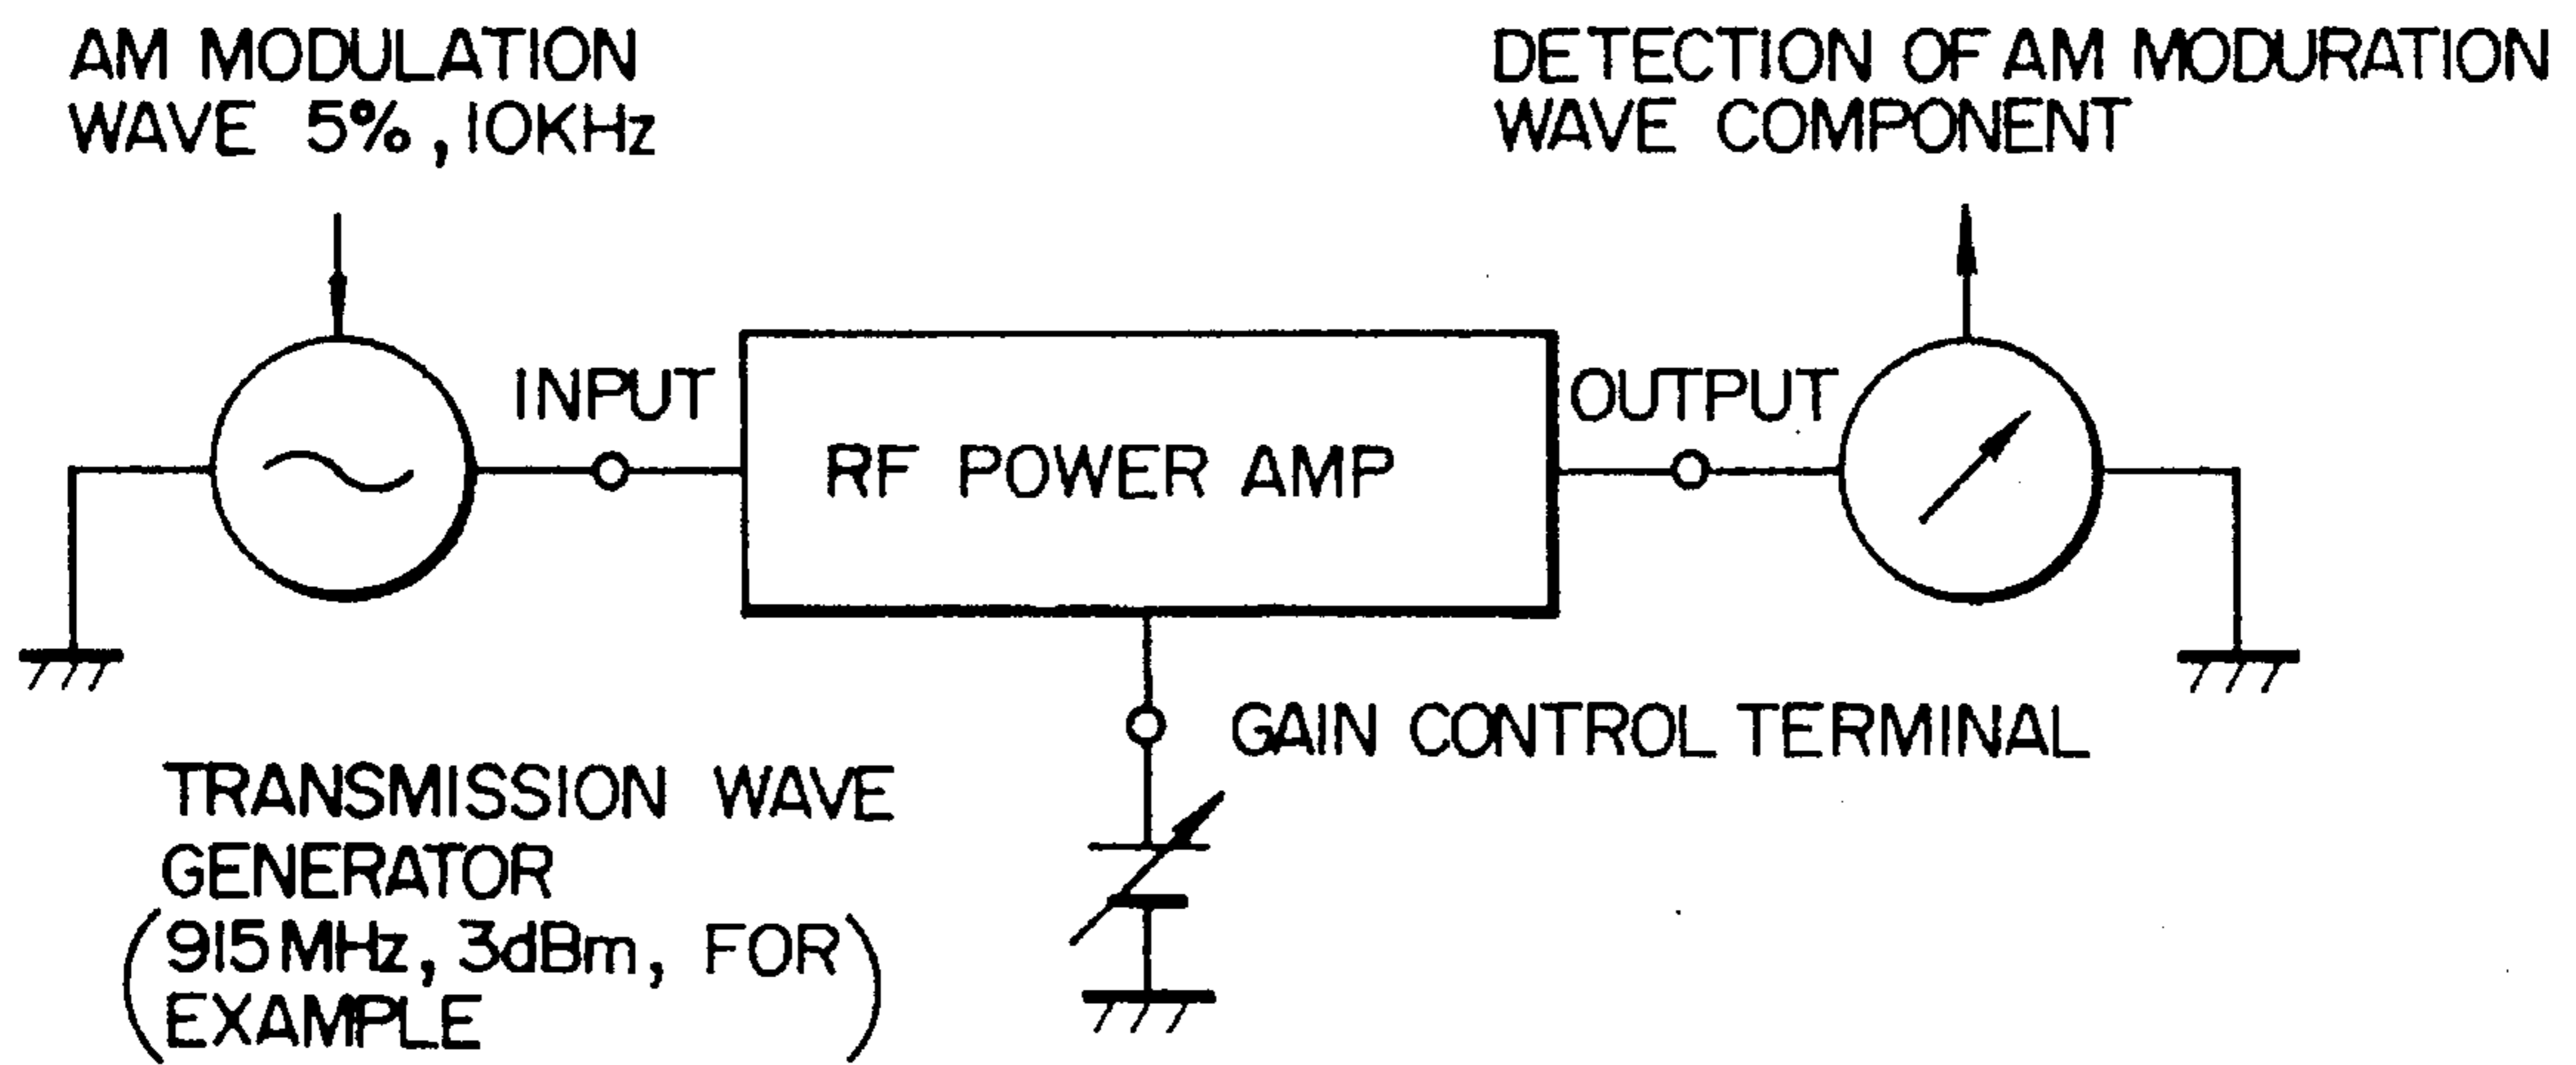 AM MODULATION
WAVE 5%, 10KHz
DETECTION OF AM MODURATION
WAVE COMPONENT
INPUT
RF POWER AMP
OUTPUT
GAIN CONTROL TERMINAL
TRANSMISSION WAVE
GENERATOR
(915MHz, 3dBm, FOR
EXAMPLE)